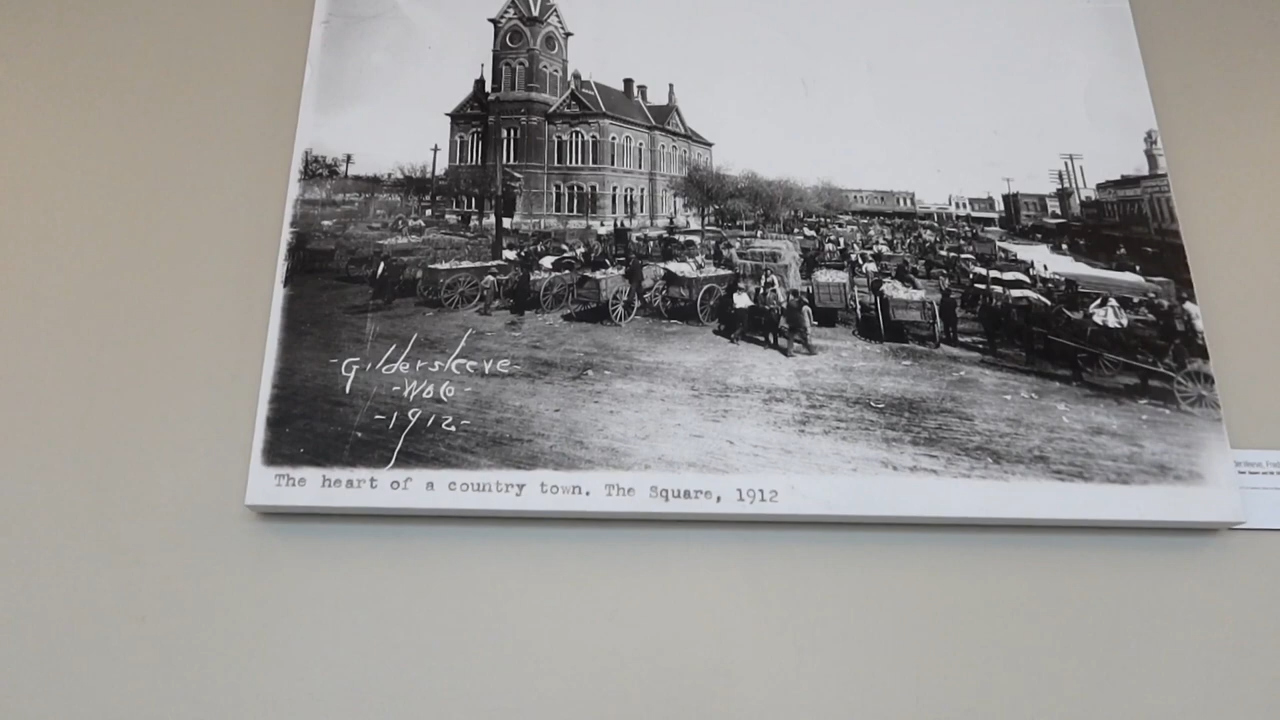 -Gildersleeve-
-Waco-
-1912-
The heart of a country town. The Square, 1912